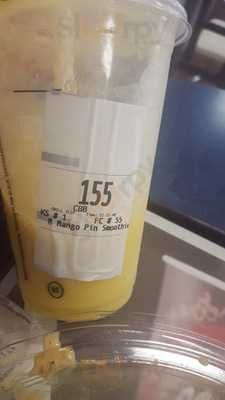 155
CBB
KS # 1
FC # 55
M Mango Pin Smoothie